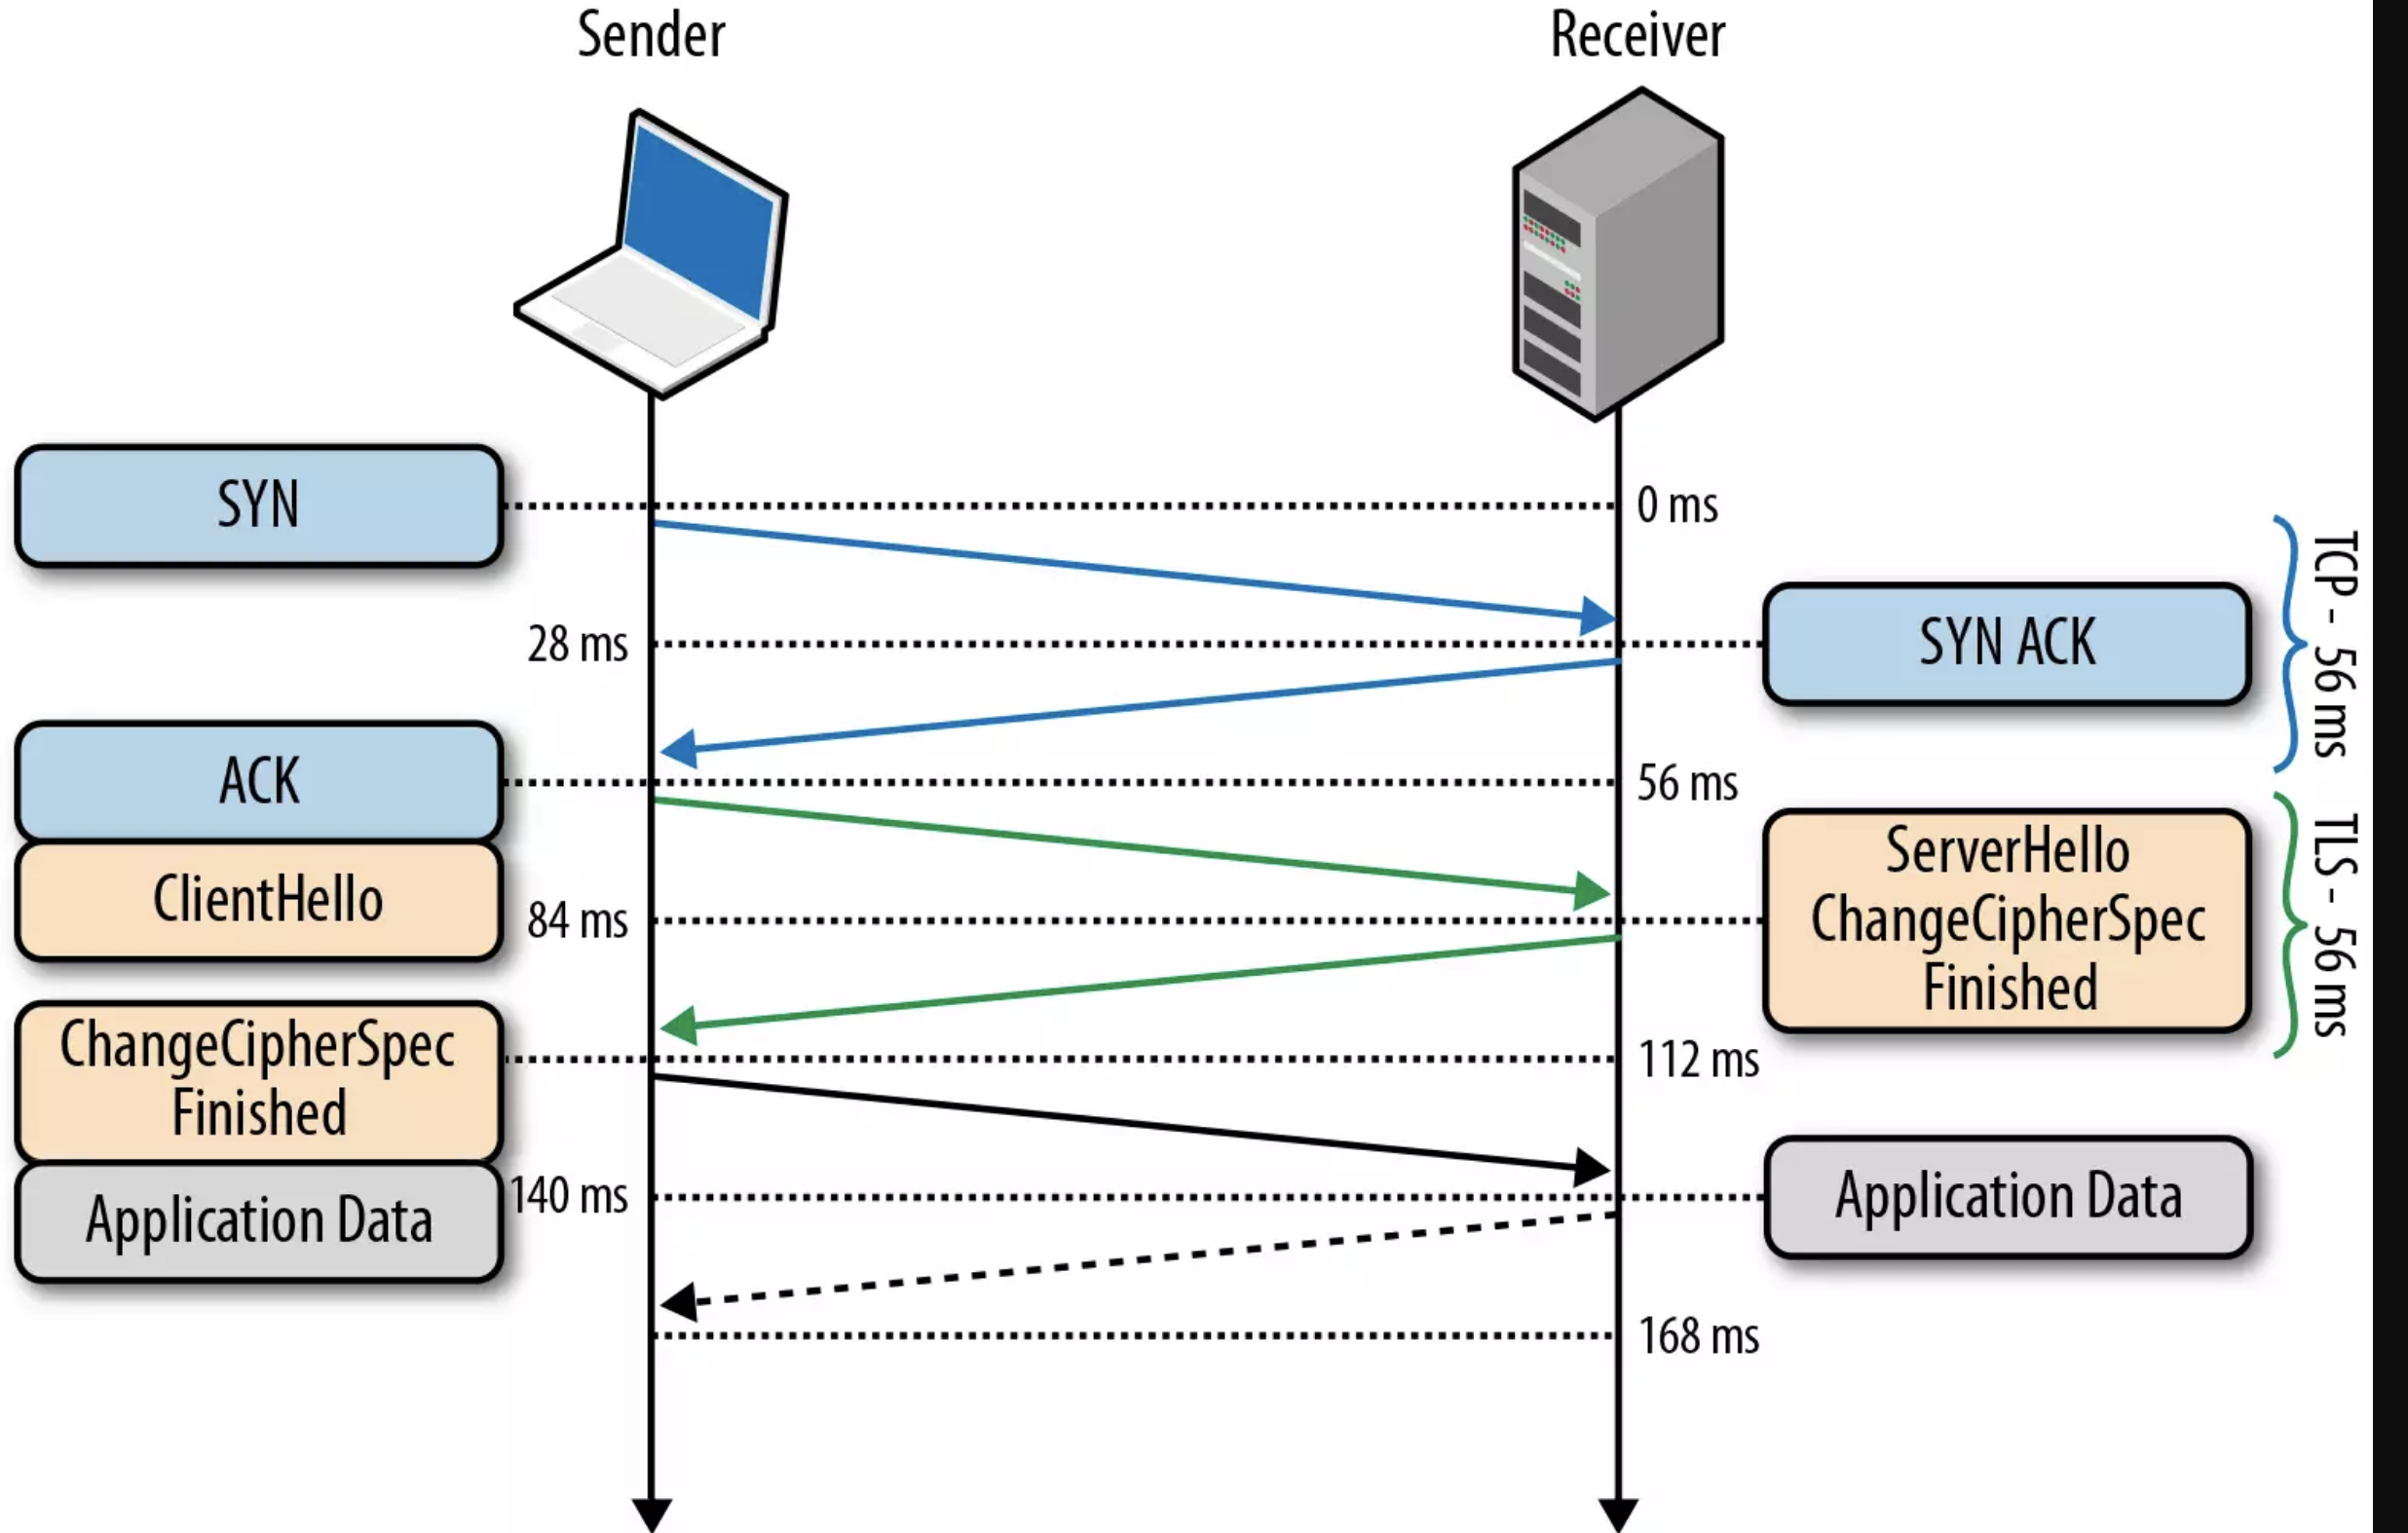 Sender
Receiver
SYN
0 ms
28 ms
SYN ACK
TCP - 56 ms
ACK
56 ms
ClientHello
84 ms
ServerHello
ChangeCipherSpec
Finished
TLS - 56 ms
ChangeCipherSpec
Finished
112 ms
Application Data
140 ms
Application Data
168 ms